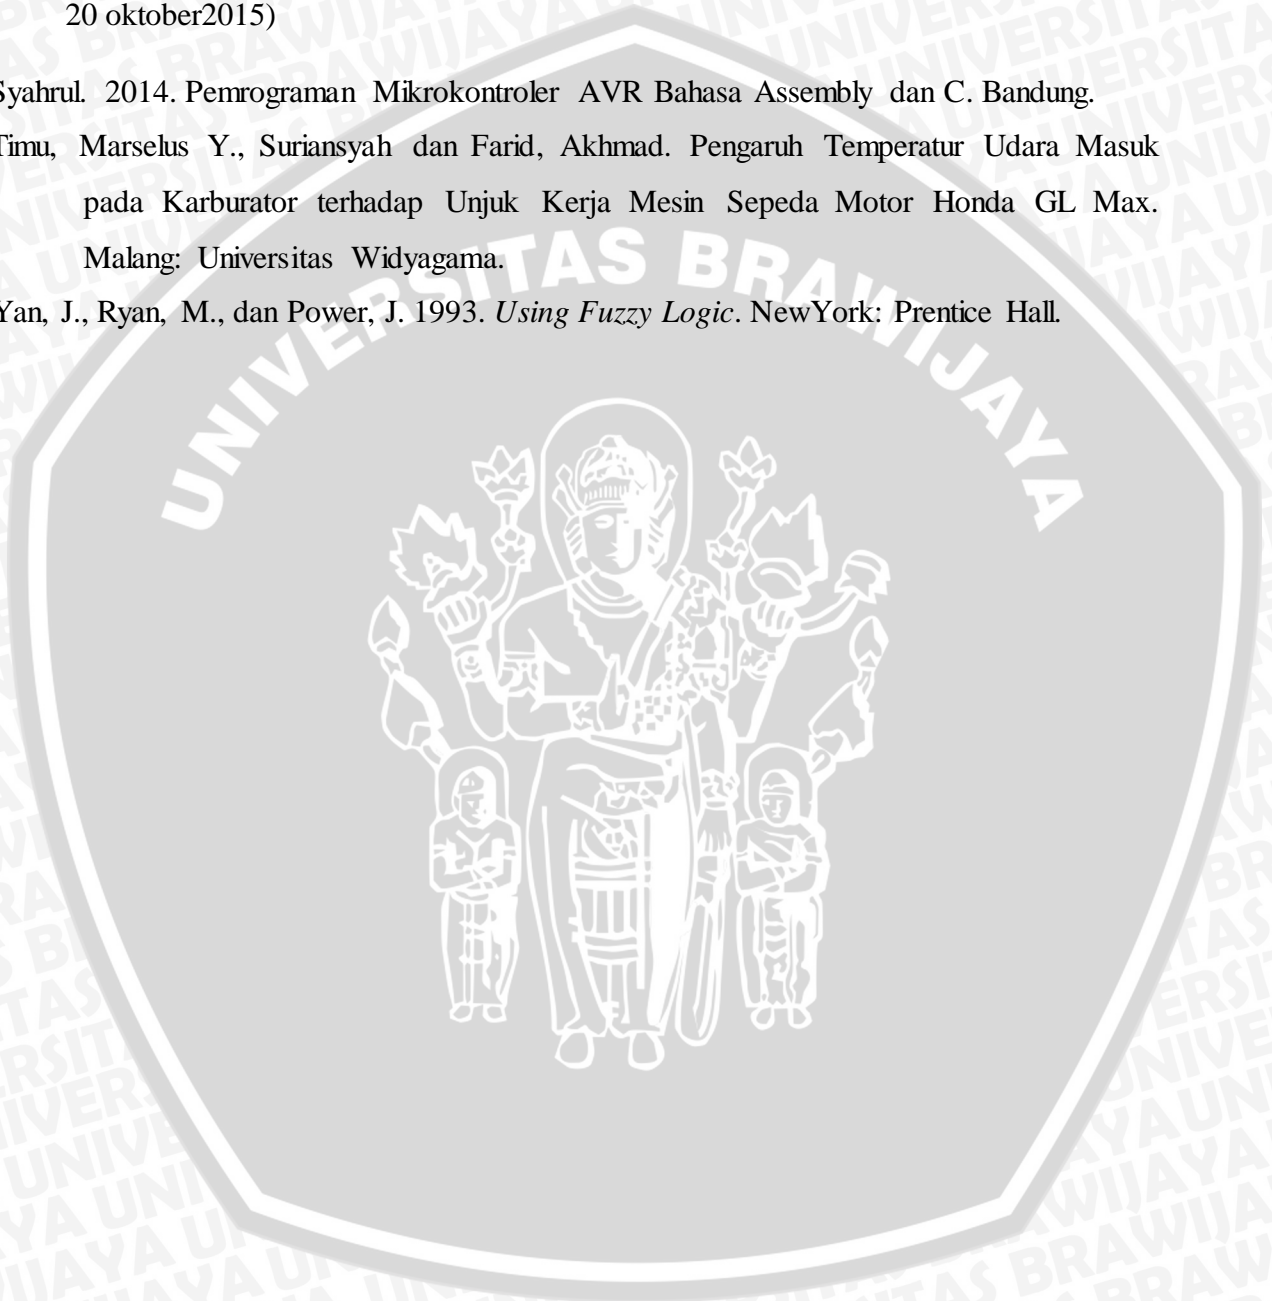 20 oktober2015)
Syahrul. 2014. Pemrograman Mikrokontroler AVR Bahasa Assembly dan C. Bandung.
Timu, Marselus Y., Suriansyah dan Farid, Akhmad. Pengaruh Temperatur Udara Masuk
pada Karburator terhadap Unjuk Kerja Mesin Sepeda Motor Honda GL Max.
Malang: Universitas Widyagama.
Yan, J., Ryan, M., dan Power, J. 1993. Using Fuzzy Logic. NewYork: Prentice Hall.
UNIVERSITAS BRAWIJAYA